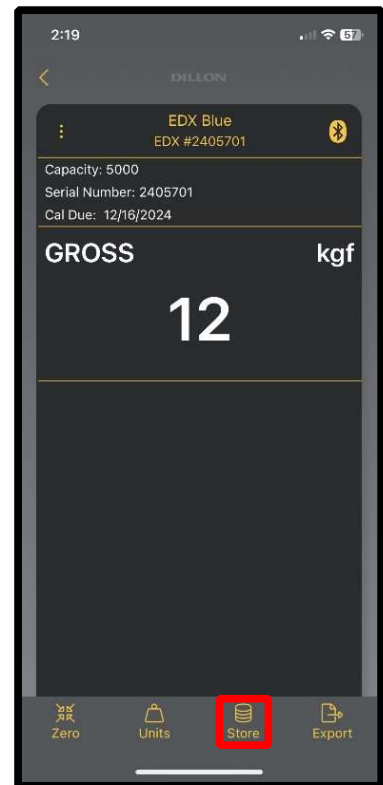 2:19
57
DILLON
EDX Blue
EDX #2405701
Capacity: 5000
Serial Number: 2405701
Cal Due: 12/16/2024
GROSS kgf
12
Zero Units Store Export